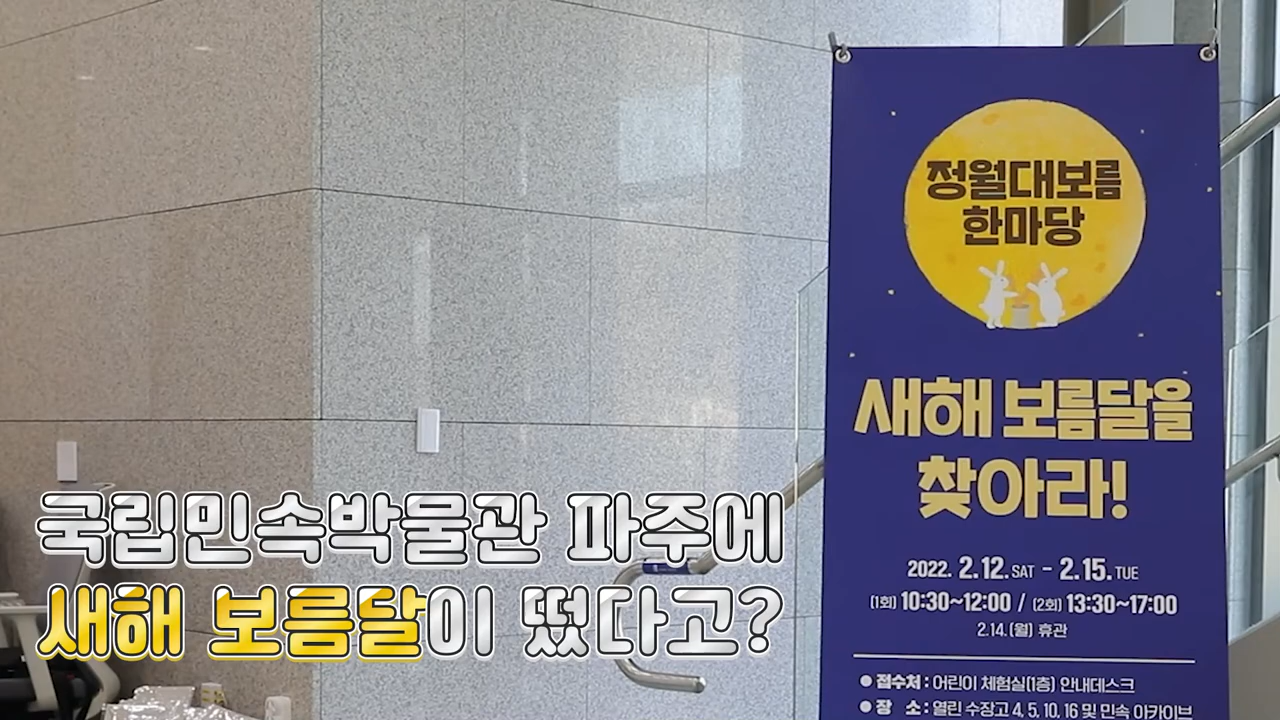 정월대보름
한마당
새해 보름달을
찾아라!
2022. 2.12. SAT - 2.15. TUE
(1회) 10:30~12:00 / (2회) 13:30~17:00
2.14.(월) 휴관
● 접수처 : 어린이 체험실(1층) 안내데스크
● 장 소 : 열린 수장고 4, 5, 10, 16 및 민속 아카이브
국립민속박물관 파주에
새해 보름달이 떴다고?